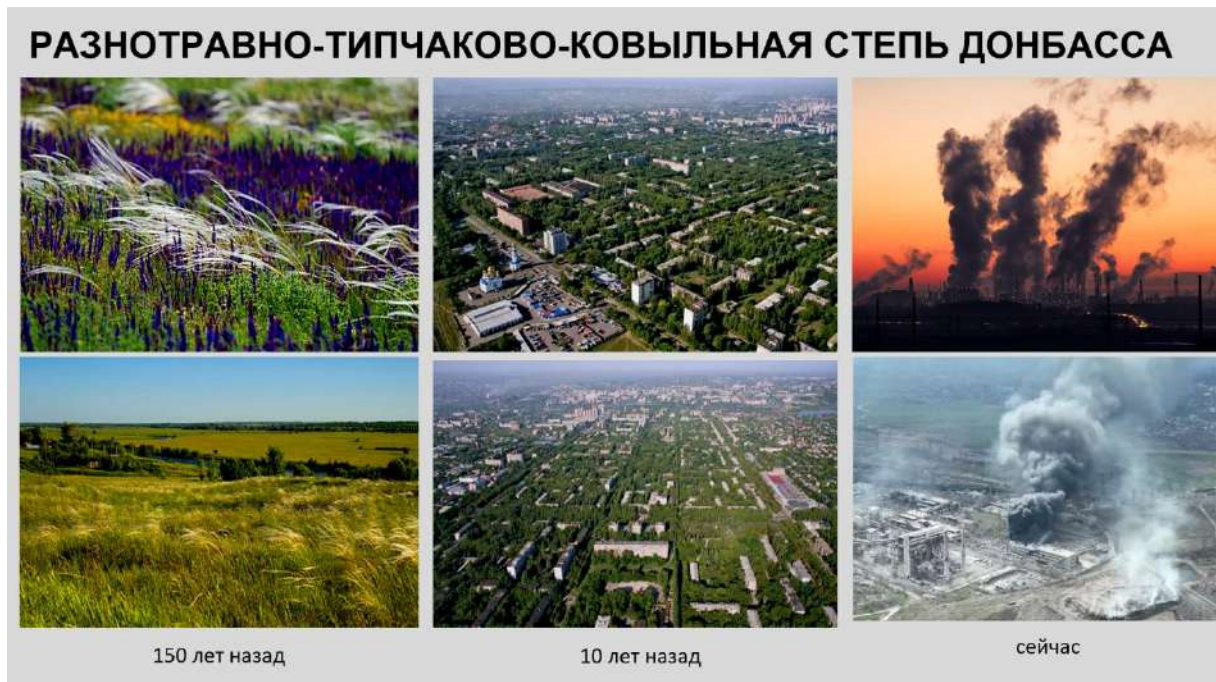 РАЗНОТРАВНО-ТИПЧАКОВО-КОВЫЛЬНАЯ СТЕПЬ ДОНБАССА
150 лет назад
10 лет назад
сейчас